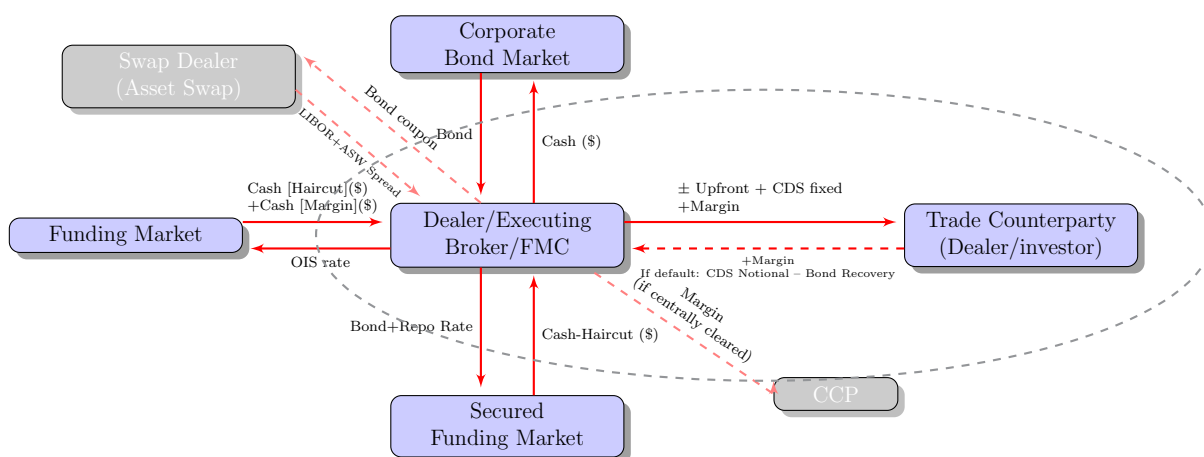 Corporate
Bond Market
Swap Dealer
(Asset Swap)
Bond coupon
LIBOR+ASW Spread
Bond
Cash ($)
Cash [Haircut]($)
+Cash [Margin]($)
± Upfront + CDS fixed
+Margin
Funding Market
Dealer/Executing
Broker/FMC
Trade Counterparty
(Dealer/investor)
OIS rate
+Margin
If default: CDS Notional – Bond Recovery
Margin
(if centrally cleared)
Bond+Repo Rate
Cash-Haircut ($)
CCP
Secured
Funding Market